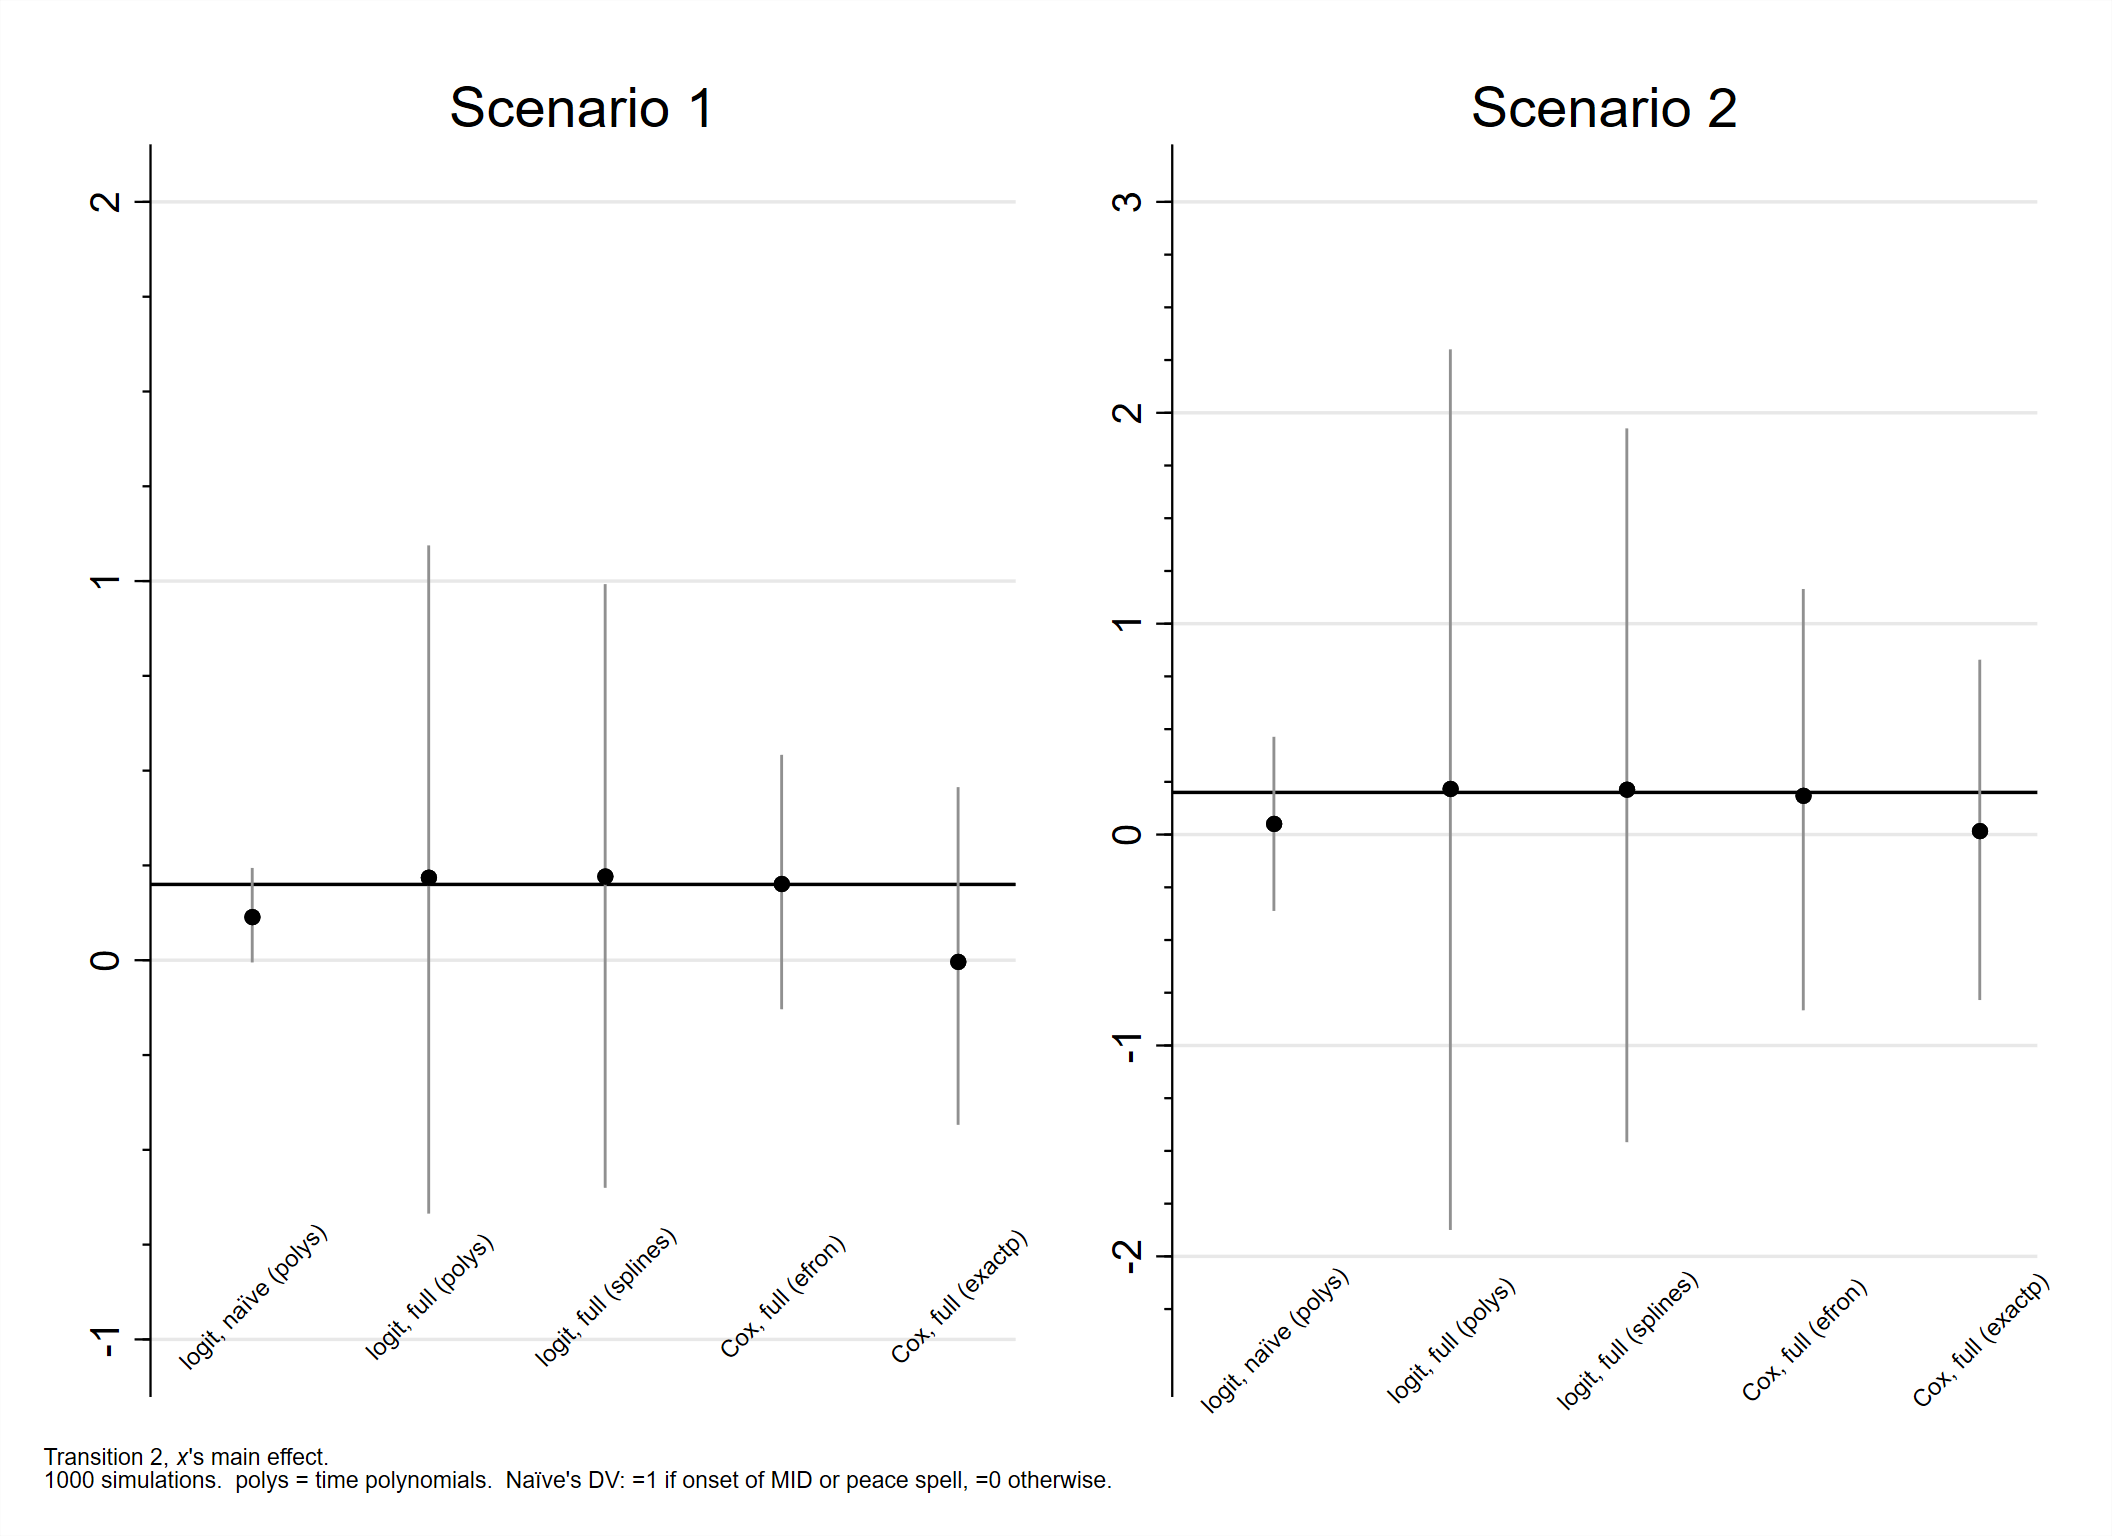 Scenario 1
2
1
0
-1
logit, naïve (polys)
logit, full (polys)
logit, full (splines)
Cox, full (efron)
Cox, full (exactp)
Scenario 2
3
2
1
0
-1
-2
logit, naïve (polys)
logit, full (polys)
logit, full (splines)
Cox, full (efron)
Cox, full (exactp)
Transition 2, x's main effect.
1000 simulations.  polys = time polynomials.  Naïve's DV: =1 if onset of MID or peace spell, =0 otherwise.